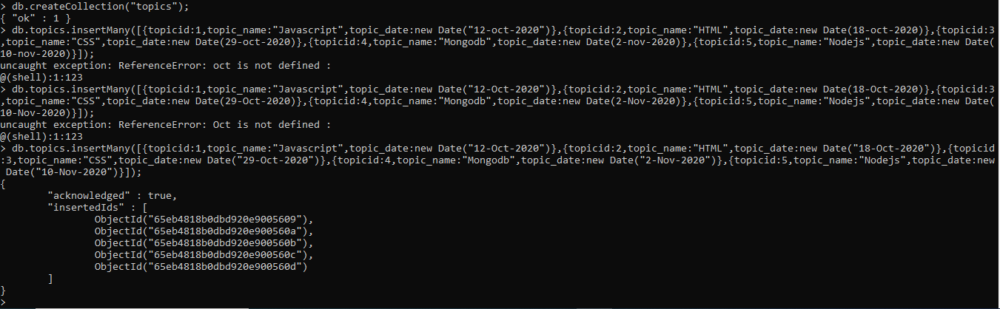 > db.createCollection("topics");
{ "ok" : 1 }
> db.topics.insertMany([{topicid:1,topic_name:"Javascript",topic_date:new Date("12-oct-2020")},{topicid:2,topic_name:"HTML",topic_date:new Date(18-oct-2020)},{topicid:3
,topic_name:"CSS",topic_date:new Date(29-oct-2020)},{topicid:4,topic_name:"Mongodb",topic_date:new Date(2-nov-2020)},{topicid:5,topic_name:"Nodejs",topic_date:new Date(
10-nov-2020)}]);
uncaught exception: ReferenceError: oct is not defined :
@(shell):1:123
> db.topics.insertMany([{topicid:1,topic_name:"Javascript",topic_date:new Date("12-Oct-2020")},{topicid:2,topic_name:"HTML",topic_date:new Date(18-Oct-2020)},{topicid:3
,topic_name:"CSS",topic_date:new Date(29-Oct-2020)},{topicid:4,topic_name:"Mongodb",topic_date:new Date(2-Nov-2020)},{topicid:5,topic_name:"Nodejs",topic_date:new Date(
10-Nov-2020)}]);
uncaught exception: ReferenceError: Oct is not defined :
@(shell):1:123
> db.topics.insertMany([{topicid:1,topic_name:"Javascript",topic_date:new Date("12-Oct-2020")},{topicid:2,topic_name:"HTML",topic_date:new Date("18-Oct-2020")},{topicid
:3,topic_name:"CSS",topic_date:new Date("29-Oct-2020")},{topicid:4,topic_name:"Mongodb",topic_date:new Date("2-Nov-2020")},{topicid:5,topic_name:"Nodejs",topic_date:new
 Date("10-Nov-2020")}]);
{
        "acknowledged" : true,
        "insertedIds" : [
                ObjectId("65eb4818b0dbd920e9005609"),
                ObjectId("65eb4818b0dbd920e900560a"),
                ObjectId("65eb4818b0dbd920e900560b"),
                ObjectId("65eb4818b0dbd920e900560c"),
                ObjectId("65eb4818b0dbd920e900560d")
        ]
}
>